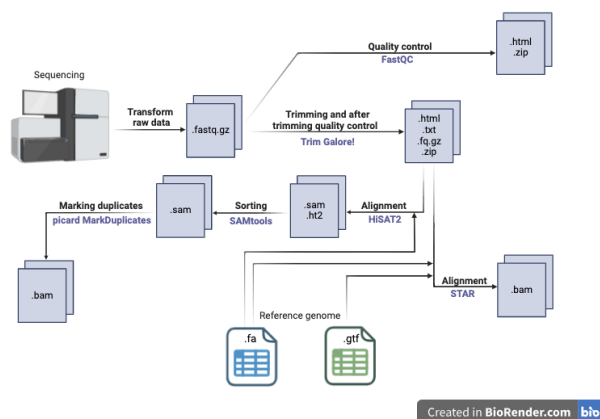 Sequencing
Transform
raw data
.fastq.gz
Quality control
FastQC
.html
.zip
Trimming and after
trimming quality control
Trim Galore!
.html
.txt
.fq.gz
.zip
Marking duplicates
picard MarkDuplicates
.sam
Sorting
SAMtools
.sam
.ht2
Alignment
HiSAT2
.bam
Alignment
STAR
.bam
Reference genome
.fa
.gtf
Created in BioRender.com bio